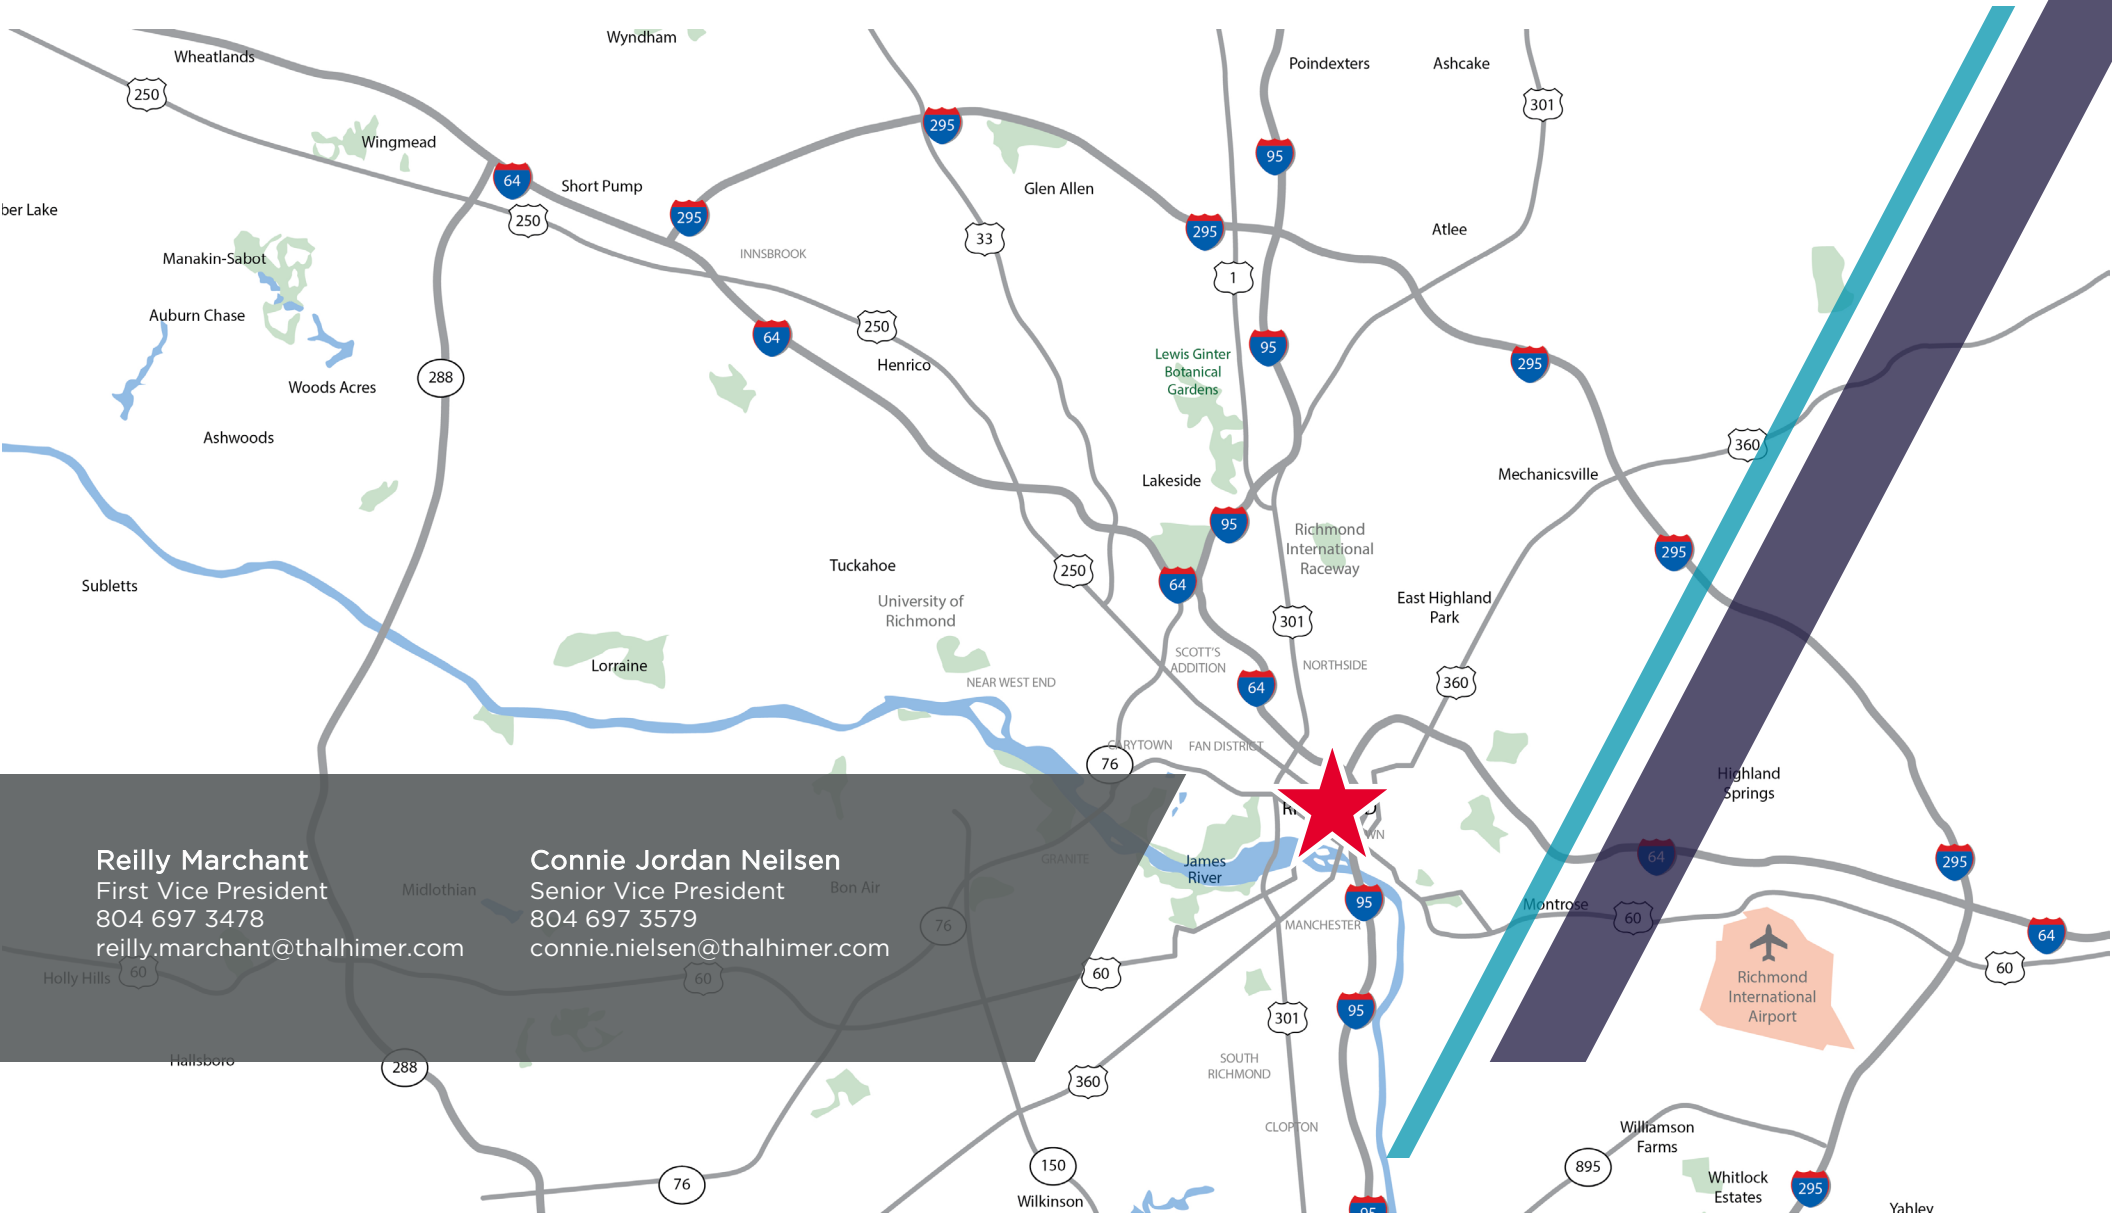 Wyndham
Wheatlands
Poindexters
Ashcake
250
301
295
Wingmead
95
64
Short Pump
Glen Allen
ber Lake
250
295
33
295
Atlee
INNSBROOK
Manakin-Sabot
1
Auburn Chase
250
64
95
Lewis Ginter
Botanical
Gardens
Henrico
295
288
Woods Acres
Ashwoods
360
Mechanicsville
Lakeside
95
Richmond
International
Raceway
295
Tuckahoe
250
64
Subletts
University of
Richmond
East Highland
Park
301
SCOTT'S
ADDITION
NORTHSIDE
Lorraine
NEAR WEST END
64
360
CARYTOWN
FAN DISTRICT
76
Highland
Springs
WN
64
295
GRANITE
James
River
Reilly Marchant
First Vice President
804 697 3478
reilly.marchant@thalhimer.com
Connie Jordan Neilsen
Senior Vice President
804 697 3579
connie.nielsen@thalhimer.com
Midlothian
Bon Air
76
95
Montrose
60
MANCHESTER
64
Holly Hills
60
60
60
60
Richmond
International
Airport
95
301
Hallsboro
288
SOUTH
RICHMOND
360
CLOPTON
Williamson
Farms
150
895
76
Whitlock
Estates
295
Wilkinson
95
Yahley